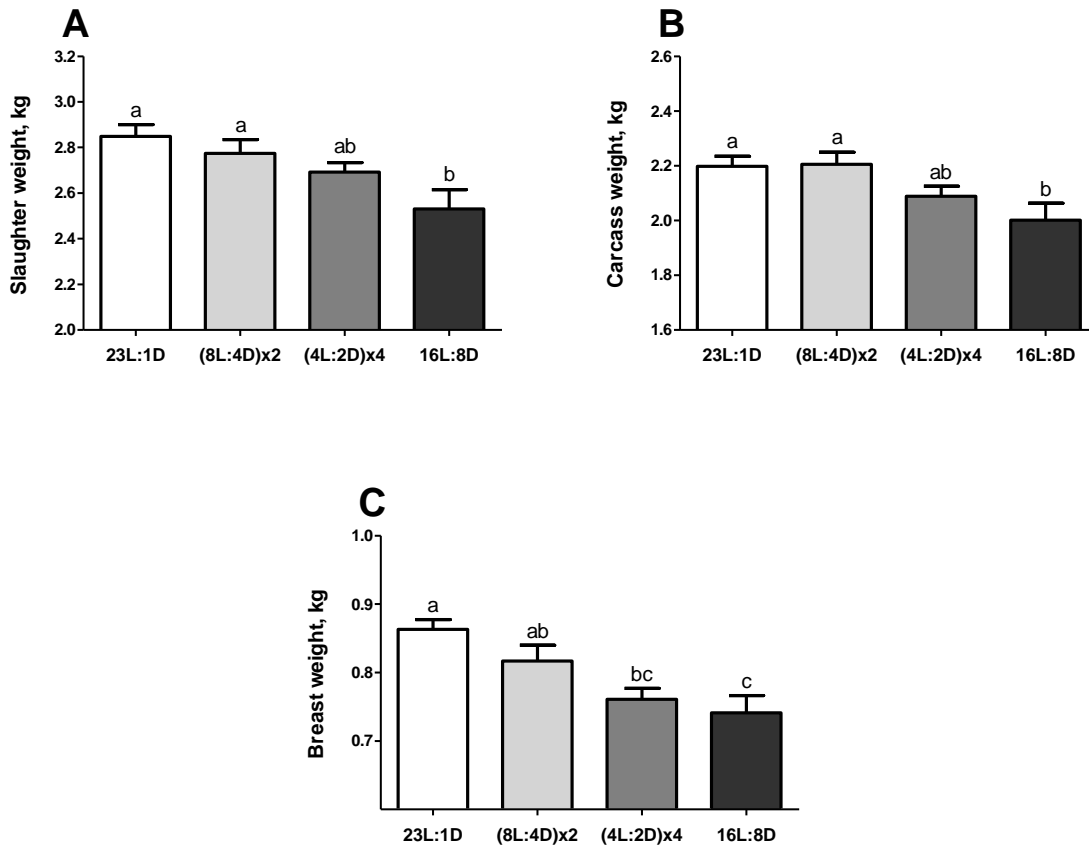 A
Slaughter weight, kg
3.2
3.0
2.8
2.6
2.4
2.2
2.0
a
a
ab
b
23L:1D (8L:4D)x2 (4L:2D)x4 16L:8D
B
Carcass weight, kg
2.6
2.4
2.2
2.0
1.8
1.6
a
a
ab
b
23L:1D (8L:4D)x2 (4L:2D)x4 16L:8D
C
Breast weight, kg
1.0
0.9
0.8
0.7
a
ab
bc
c
23L:1D (8L:4D)x2 (4L:2D)x4 16L:8D